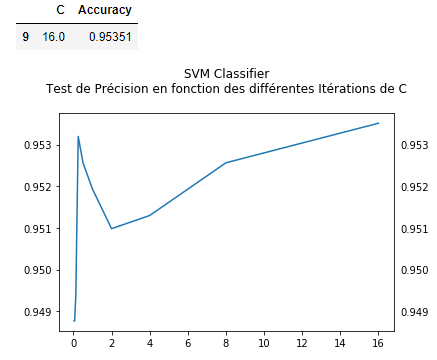 C Accuracy
9 16.0 0.95351
SVM Classifier
Test de Précision en fonction des différentes Itérations de C
0.953 0.953
0.952 0.952
0.951 0.951
0.950 0.950
0.949 0.949
0 2 4 6 8 10 12 14 16